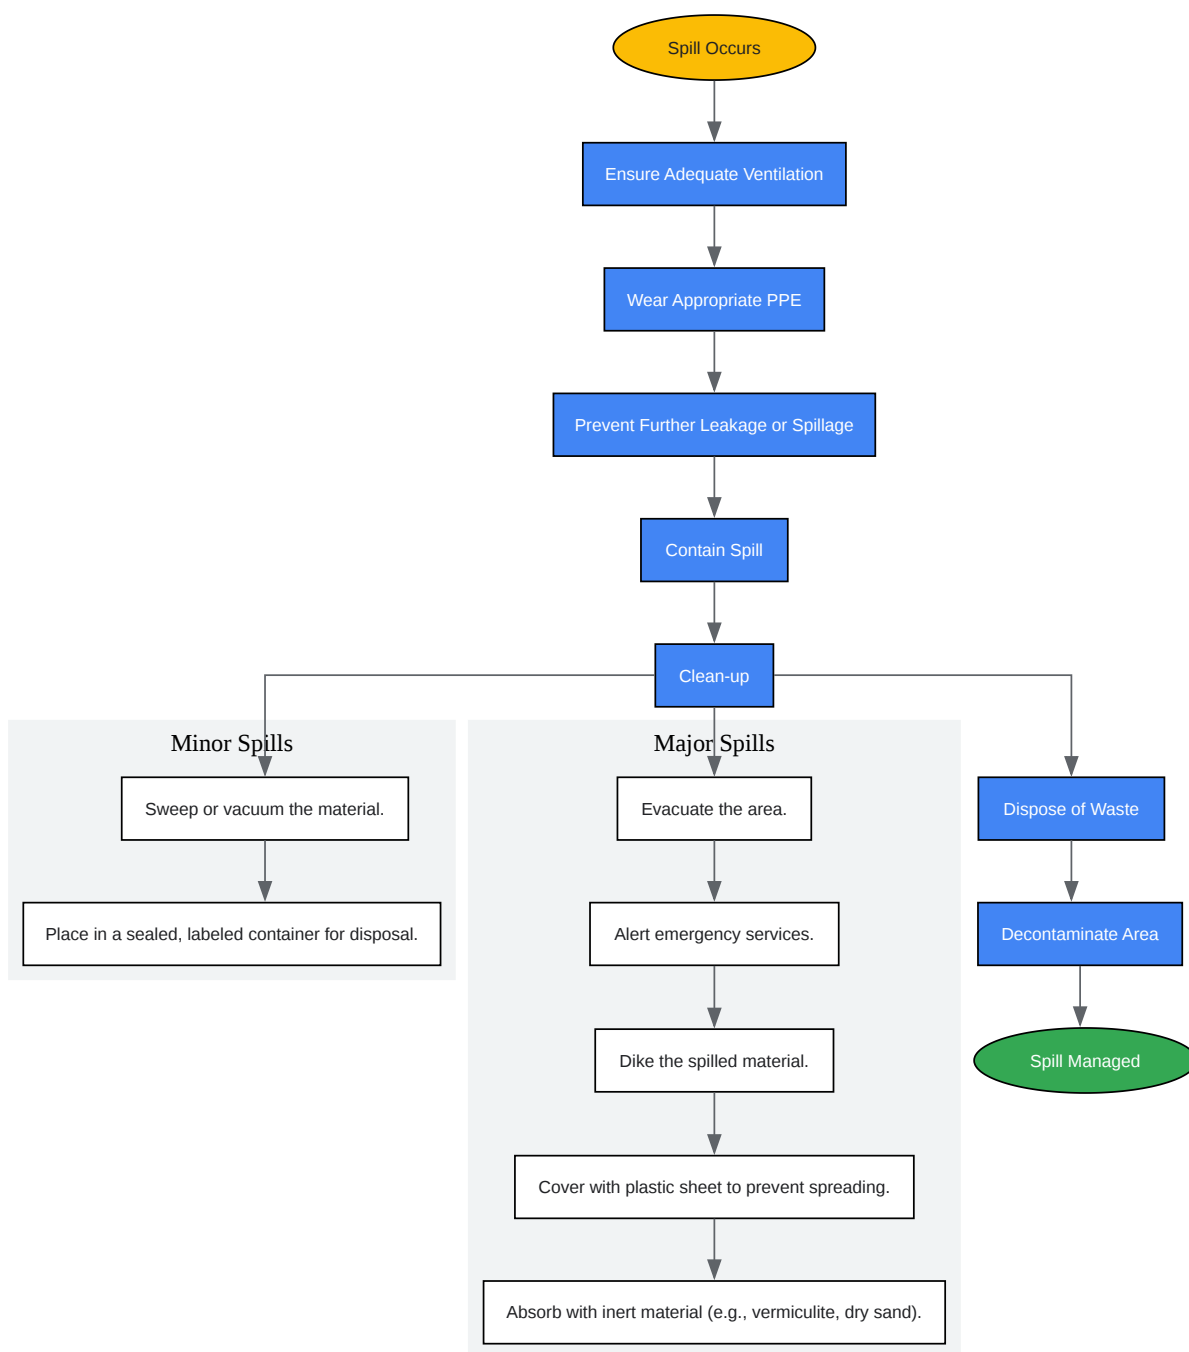 Spill Occurs
Ensure Adequate Ventilation
Wear Appropriate PPE
Prevent Further Leakage or Spillage
Contain Spill
Clean-up
Minor Spills
Sweep or vacuum the material.
Place in a sealed, labeled container for disposal.
Major Spills
Evacuate the area.
Alert emergency services.
Dike the spilled material.
Cover with plastic sheet to prevent spreading.
Absorb with inert material (e.g., vermiculite, dry sand).
Dispose of Waste
Decontaminate Area
Spill Managed